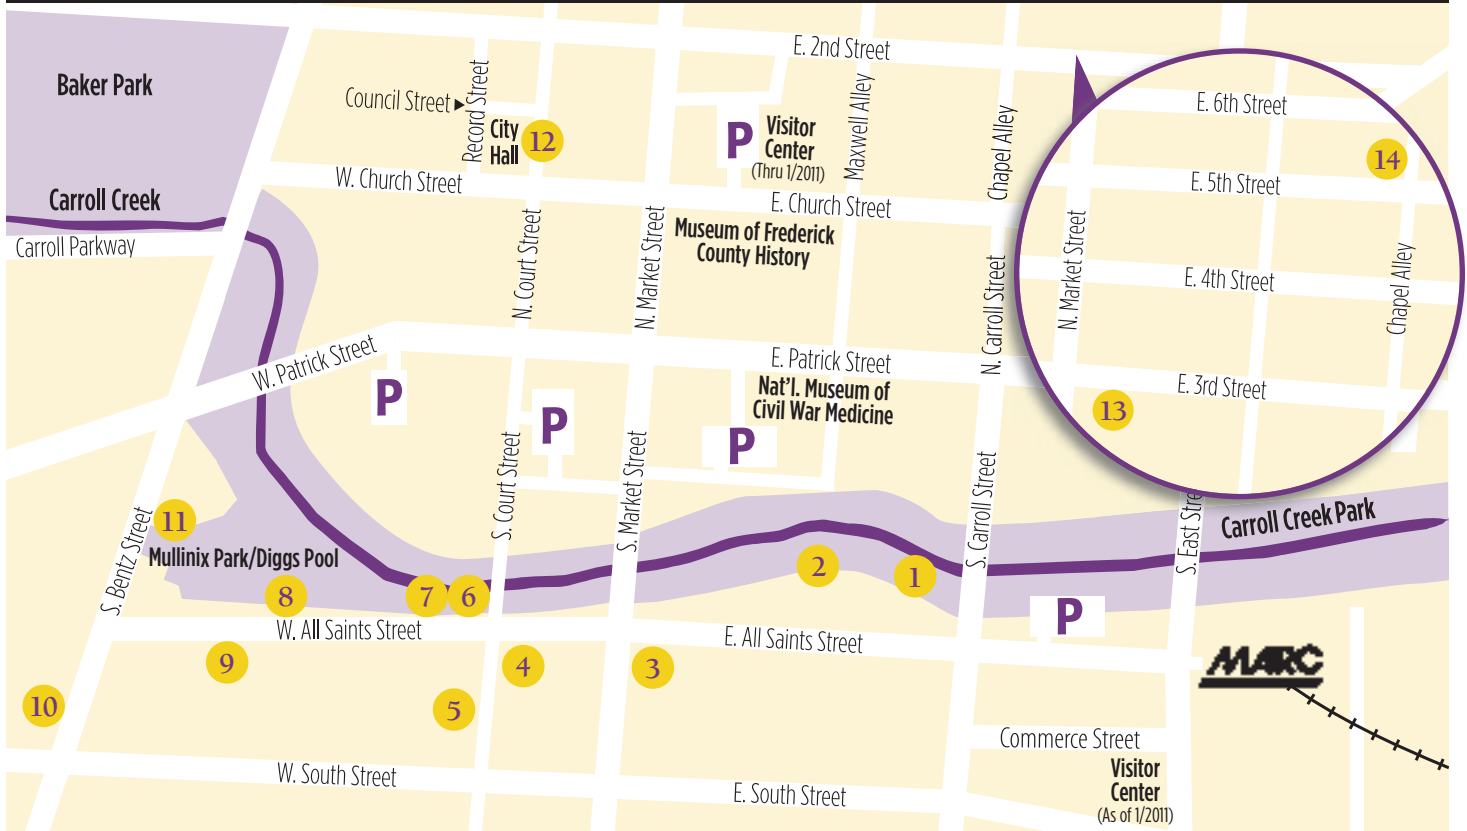 E. 2nd Street
Baker Park
Council Street
Record Street
City
Hall
12
P
Visitor
Center
(Thru 1/2011)
Maxwell Alley
Chapel Alley
E. 6th Street
14
E. 5th Street
W. Church Street
E. Church Street
Carroll Creek
Carroll Parkway
N. Court Street
N. Market Street
Museum of Frederick
County History
N. Carroll Street
N. Market Street
E. 4th Street
Chapel Alley
W. Patrick Street
E. Patrick Street
E. 3rd Street
P
P
P
Nat'l. Museum of
Civil War Medicine
13
S. Court Street
S. Market Street
S. Carroll Street
S. East Stre
Carroll Creek Park
S. Bentz Street
11
Mullinix Park/Diggs Pool
8
7
6
2
1
P
W. All Saints Street
E. All Saints Street
9
4
3
MARC
10
5
Commerce Street
W. South Street
E. South Street
Visitor
Center
(As of 1/2011)